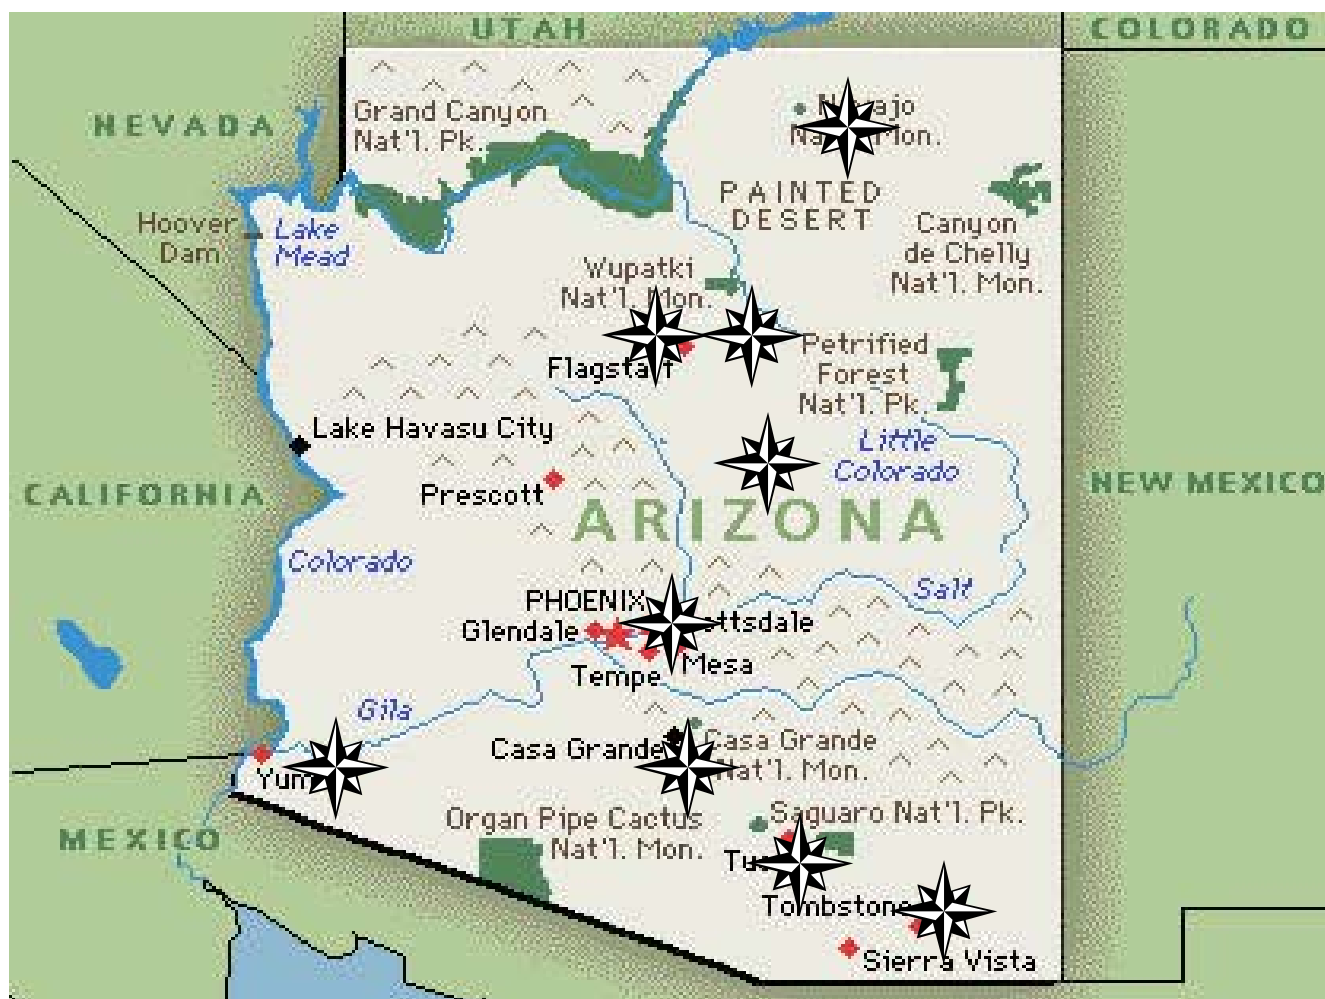 UTAH
COLORADO
NEVADA
Grand Canyon
Nat'l. Pk.
Mon.
PAINTED
DESERT
Hoover
Dam
Lake
Mead
Canyon
de Chelly
Nat'l. Mon.
Wupatki
Nat'l. Mon.
Petrified
Forest
Nat'l. Pk.
Flagstaff
Lake Havasu City
Little
Colorado
Prescott
CALIFORNIA
NEW MEXICO
ARIZONA
Colorado
Salt
PHOENIX
Glendale
Mesa
Tempe
Gila
Casa Grande
Casa Grande
Nat'l. Mon.
MEXICO
Organ Pipe Cactus
Nat'l. Mon.
Saguaro Nat'l. Pk.
Tombstone
Sierra Vista